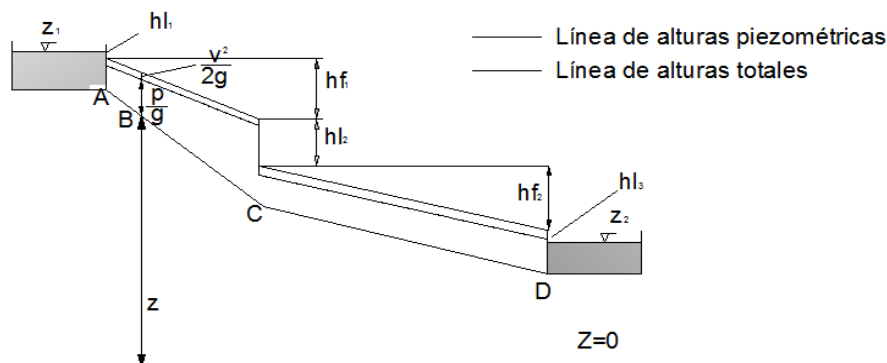 z₁
hl₁
Línea de alturas piezométricas
Línea de alturas totales
v²
2g
hf₁
A
p
g
B
hl₂
hf₂
hl₃
z₂
C
D
z
Z=0